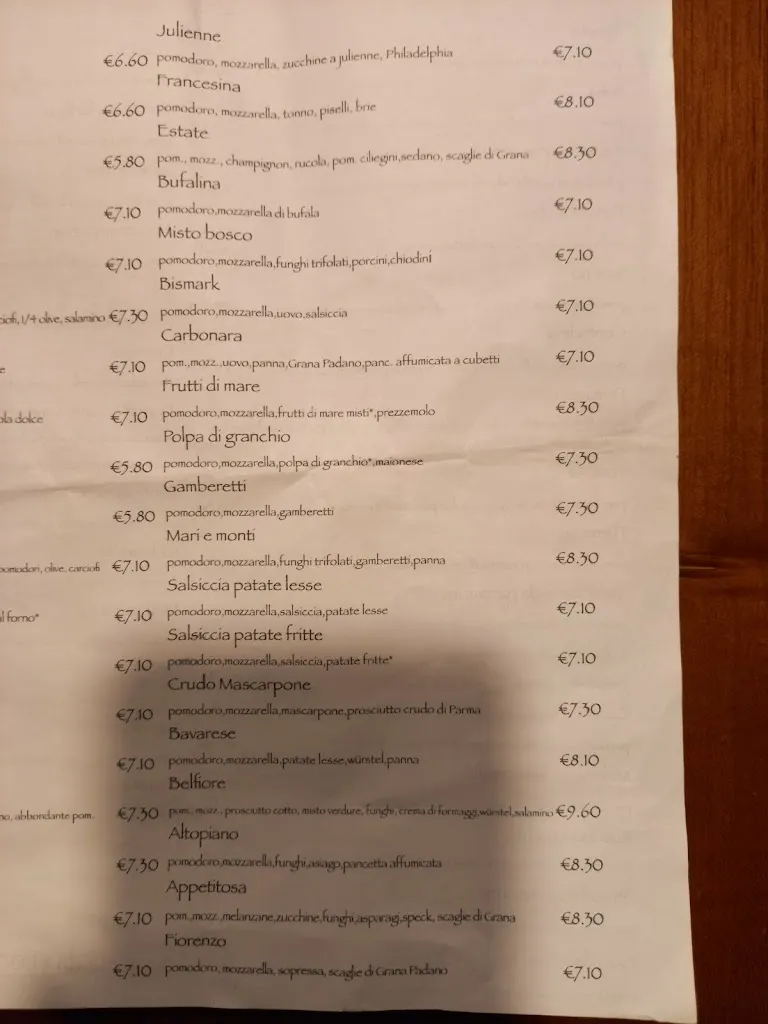 Julienne
€6.60 pomodoro, mozzarella, zucchine a julienne, Philadelphia €7.10
Francesina
€6.60 pomodoro, mozzarella, tonno, piselli, brie €8.10
Estate
€5.80 pom., mozz., champignon, rucola, pom. ciliegini,sedano, scaglie di Grana €8.30
Bufalina
€7.10 pomodoro,mozzarella di bufala €7.10
Misto bosco
€7.10 pomodoro,mozzarella,funghi trifolati,porcini,chiodini €7.10
Bismark
ciofi, 1/4 olive, salamino €7.30 pomodoro,mozzarella,uovo,salsiccia €7.10
Carbonara
e €7.10 pom.,mozz.,uovo,panna,Grana Padano,panc. affumicata a cubetti €7.10
Frutti di mare
ola dolce €7.10 pomodoro,mozzarella,frutti di mare misti*,prezzemolo €8.30
Polpa di granchio
€5.80 pomodoro,mozzarella,polpa di granchio*,maionese €7.30
Gamberetti
€5.80 pomodoro,mozzarella,gamberetti €7.30
Mari e monti
pomodori, olive, carciofi €7.10 pomodoro,mozzarella,funghi trifolati,gamberetti,panna €8.30
Salsiccia patate lesse
l forno* €7.10 pomodoro,mozzarella,salsiccia,patate lesse €7.10
Salsiccia patate fritte
€7.10 pomodoro,mozzarella,salsiccia,patate fritte* €7.10
Crudo Mascarpone
€7.10 pomodoro,mozzarella,mascarpone,prosciutto crudo di Parma €7.30
Bavarese
€7.10 pomodoro,mozzarella,patate lesse,würstel,panna €8.10
Belfiore
no, abbondante pom. €7.30 pom., mozz., prosciutto cotto, misto verdure, funghi, crema di formaggi,würstel,salamino €9.60
Altopiano
€7.30 pomodoro,mozzarella,funghi,asiago,pancetta affumicata €8.30
Appetitosa
€7.10 pom.,mozz.,melanzane,zucchine,funghi,asparagi,speck, scaglie di Grana €8.30
Fiorenzo
€7.10 pomodoro, mozzarella, sopressa, scaglie di Grana Padano €7.10